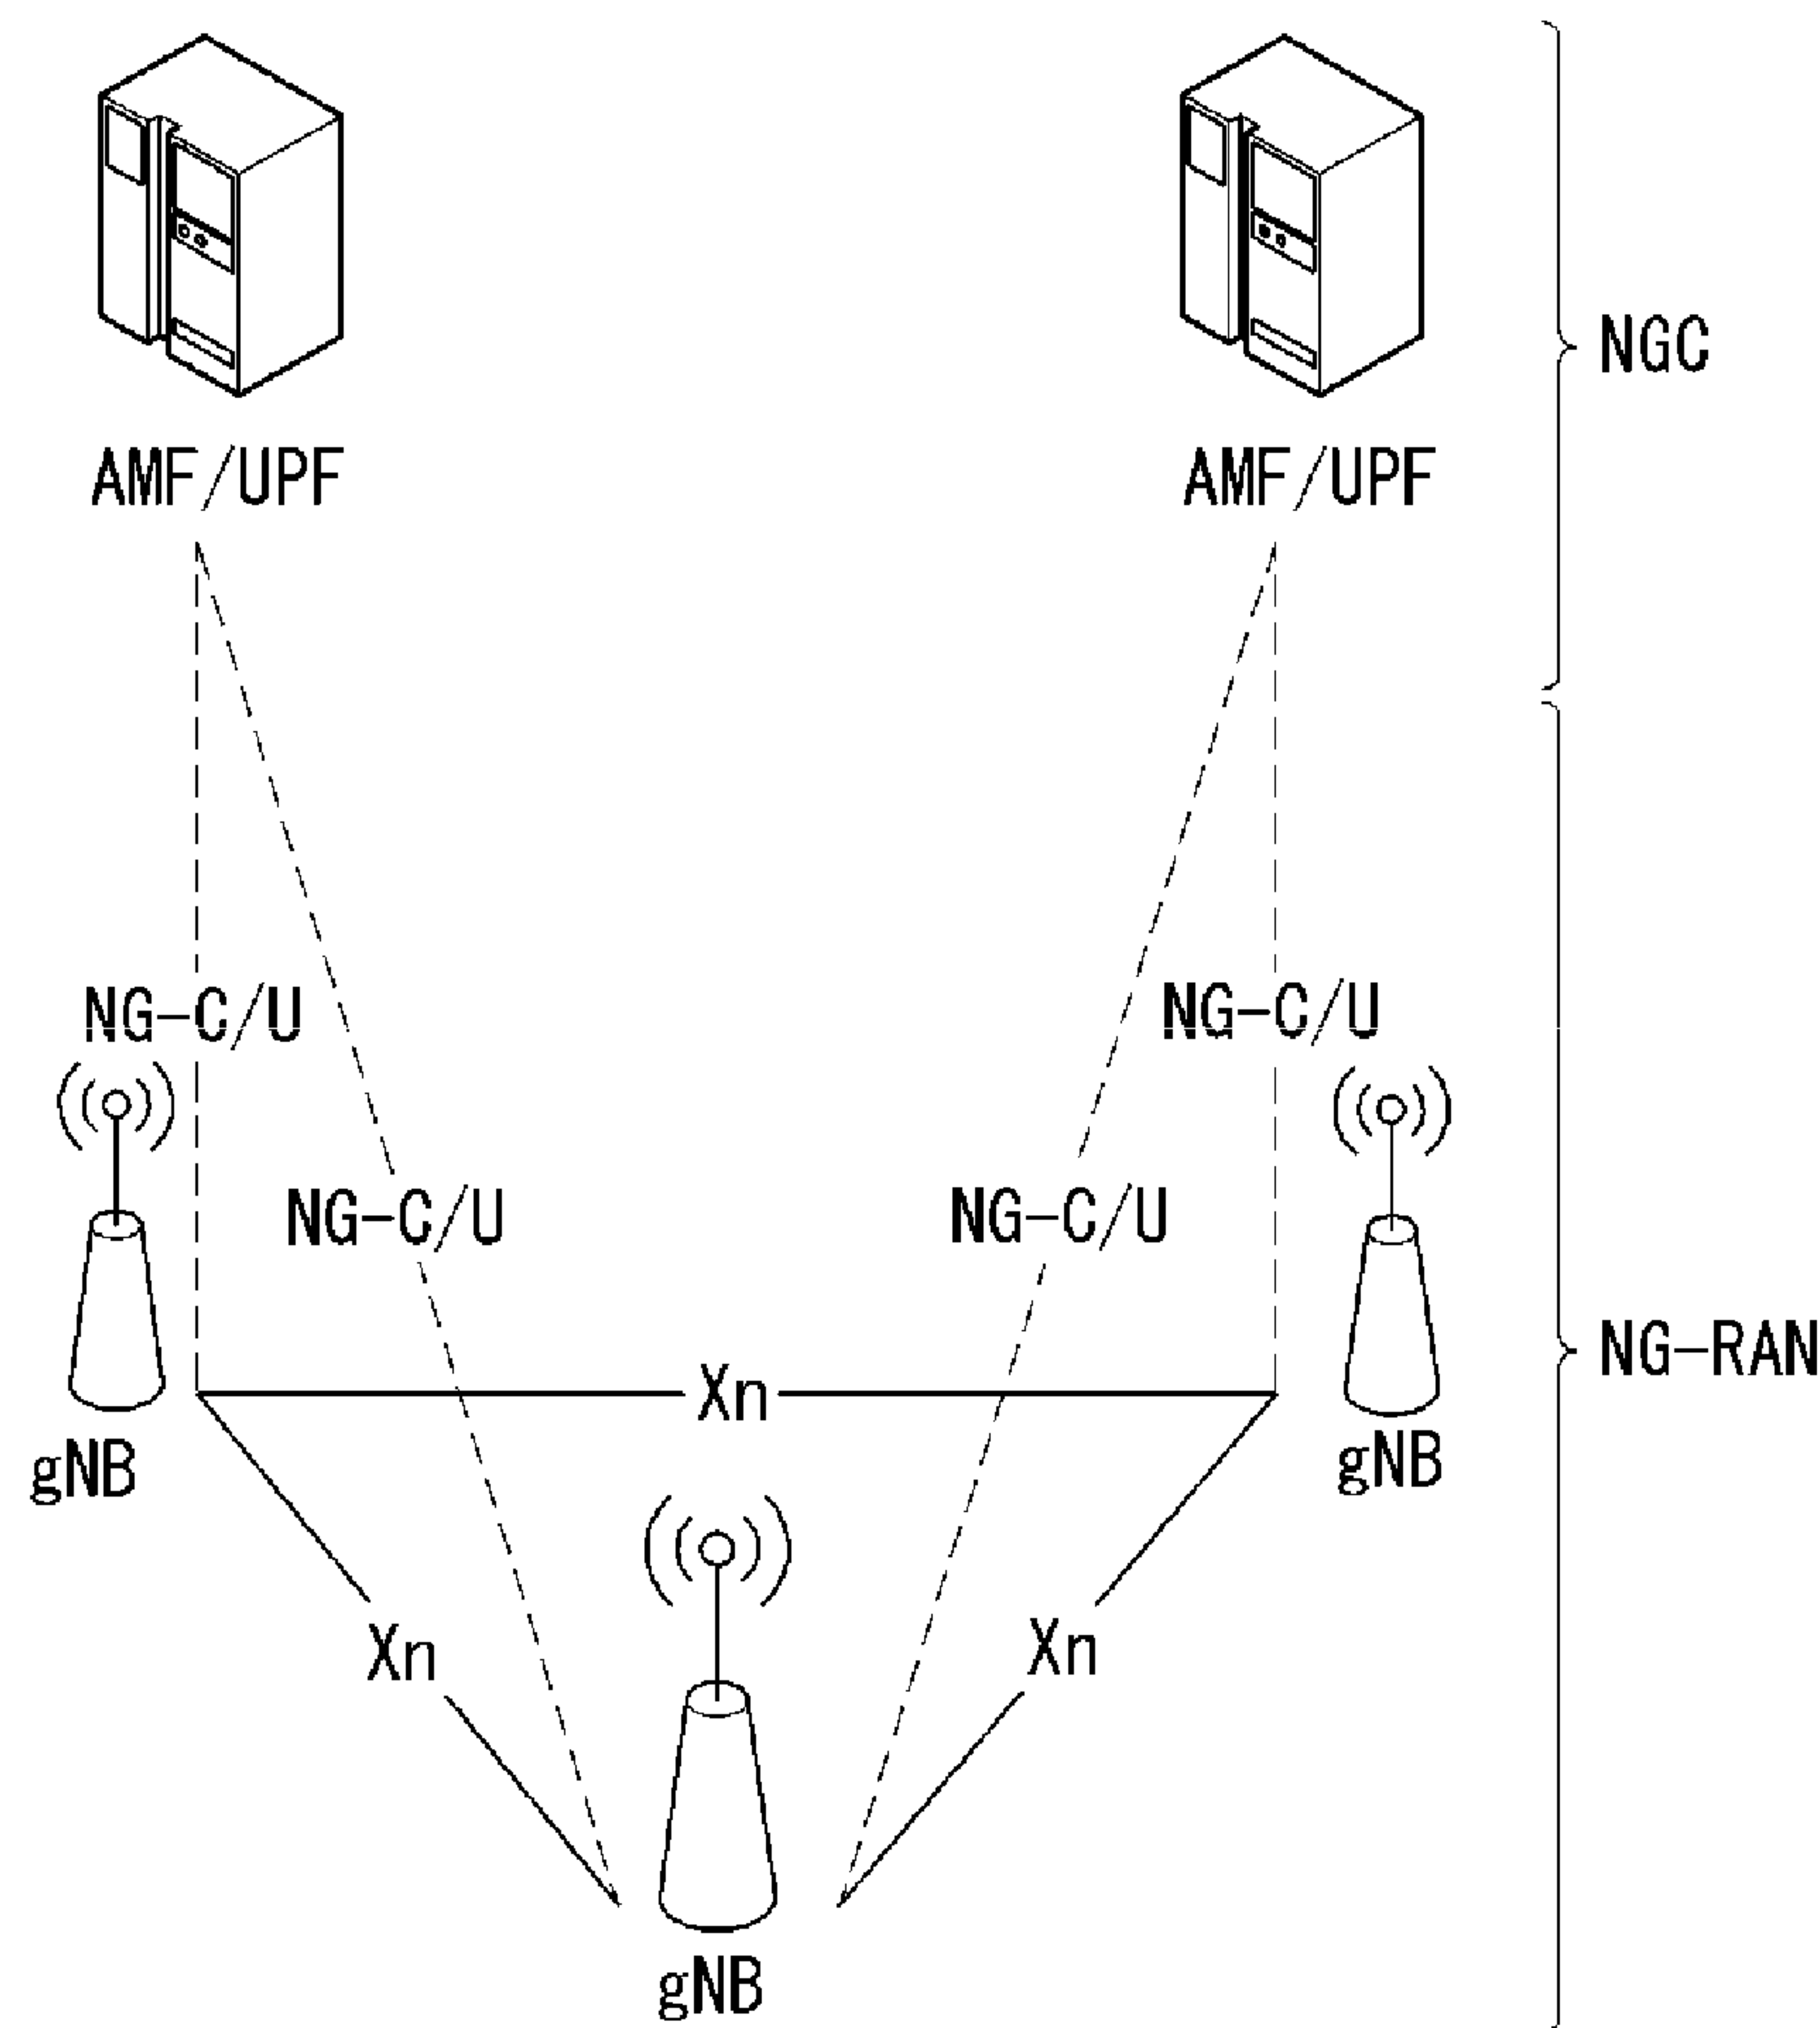 NGC
AMF/UPF
AMF/UPF
NG-C/U
NG-C/U
NG-C/U
NG-C/U
NG-RAN
Xn
gNB
gNB
Xn
Xn
gNB